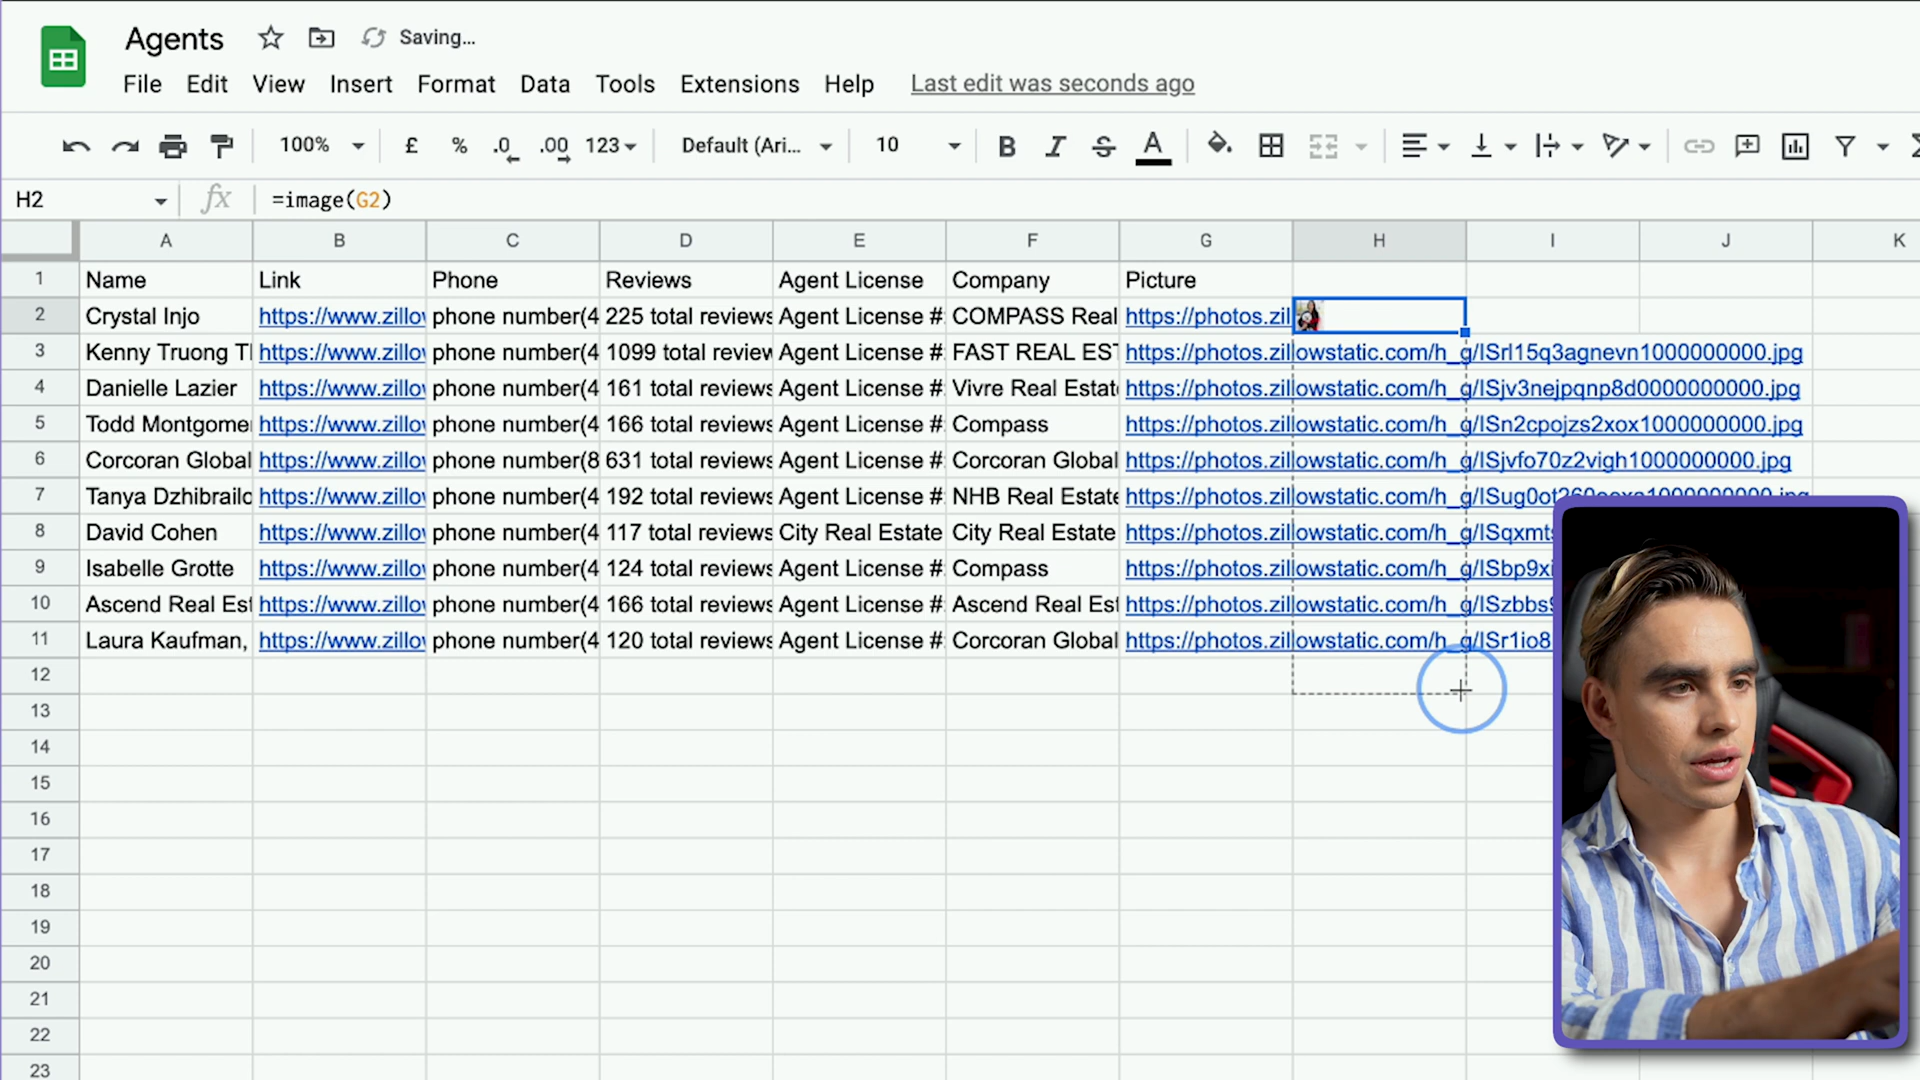 Agents Saving...
File Edit View Insert Format Data Tools Extensions Help Last edit was seconds ago
100% £ % .0 .00 123 Default (Ari... 10 B I S A
H2 fx =image(G2)
A B C D E F G H I J K
1 Name Link Phone Reviews Agent License Company Picture
2 Crystal Injo https://www.zillo phone number(4 225 total reviews Agent License # COMPASS Real https://photos.zil
3 Kenny Truong https://www.zillo phone number(4 1099 total review Agent License # FAST REAL EST https://photos.zillowstatic.com/h_g/ISrl15q3agnevn1000000000.jpg
4 Danielle Lazier https://www.zillo phone number(4 161 total reviews Agent License # Vivre Real Estate https://photos.zillowstatic.com/h_g/ISjv3nejpqnp8d0000000000.jpg
5 Todd Montgome https://www.zillo phone number(4 166 total reviews Agent License # Compass https://photos.zillowstatic.com/h_g/ISn2cpojzs2xox1000000000.jpg
6 Corcoran Global https://www.zillo phone number(8 631 total reviews Agent License # Corcoran Global https://photos.zillowstatic.com/h_g/ISjvfo70z2vigh1000000000.jpg
7 Tanya Dzhibrailo https://www.zillo phone number(4 192 total reviews Agent License # NHB Real Estate https://photos.zillowstatic.com/h_g/
8 David Cohen https://www.zillo phone number(4 117 total reviews City Real Estate City Real Estate https://photos.zillowstatic.com/h_g/ISqxmts
9 Isabelle Grotte https://www.zillo phone number(4 124 total reviews Agent License # Compass https://photos.zillowstatic.com/h_g/ISbp9xi
10 Ascend Real Est https://www.zillo phone number(4 166 total reviews Agent License # Ascend Real Est https://photos.zillowstatic.com/h_g/ISzbbs9
11 Laura Kaufman, https://www.zillo phone number(4 120 total reviews Agent License # Corcoran Global https://photos.zillowstatic.com/h_g/ISr1io8
12
13
14
15
16
17
18
19
20
21
22
23